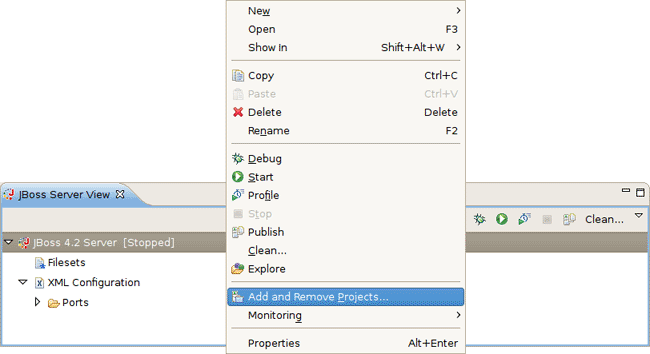 New
Open F3
Show In Shift+Alt+W
Copy Ctrl+C
Paste Ctrl+V
Delete Delete
Rename F2
Debug
Start
Profile
Stop
Publish
Clean...
Explore
Add and Remove Projects...
Monitoring
Properties Alt+Enter
JBoss Server View
Clean...
JBoss 4.2 Server [Stopped]
Filesets
XML Configuration
Ports